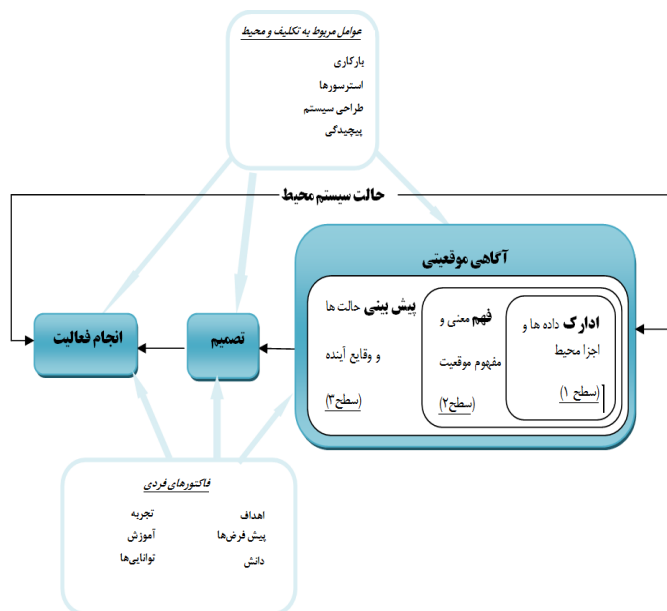 عوامل مربوط به تکلیف و محیط
بارکاری
استرسورها
طراحی سیستم
پیچیدگی
حالت سیستم محیط
آگاهی موقعیتی
ادارک داده ها و
اجزا محیط
(سطح ۱)
فهم معنی و
مفهوم موقعیت
(سطح۲)
پیش بینی حالت ها
و وقایع آینده
(سطح۳)
تصمیم
انجام فعالیت
فاکتورهای فردی
اهداف
پیش فرض‌ها
دانش
تجربه
آموزش
توانایی‌ها